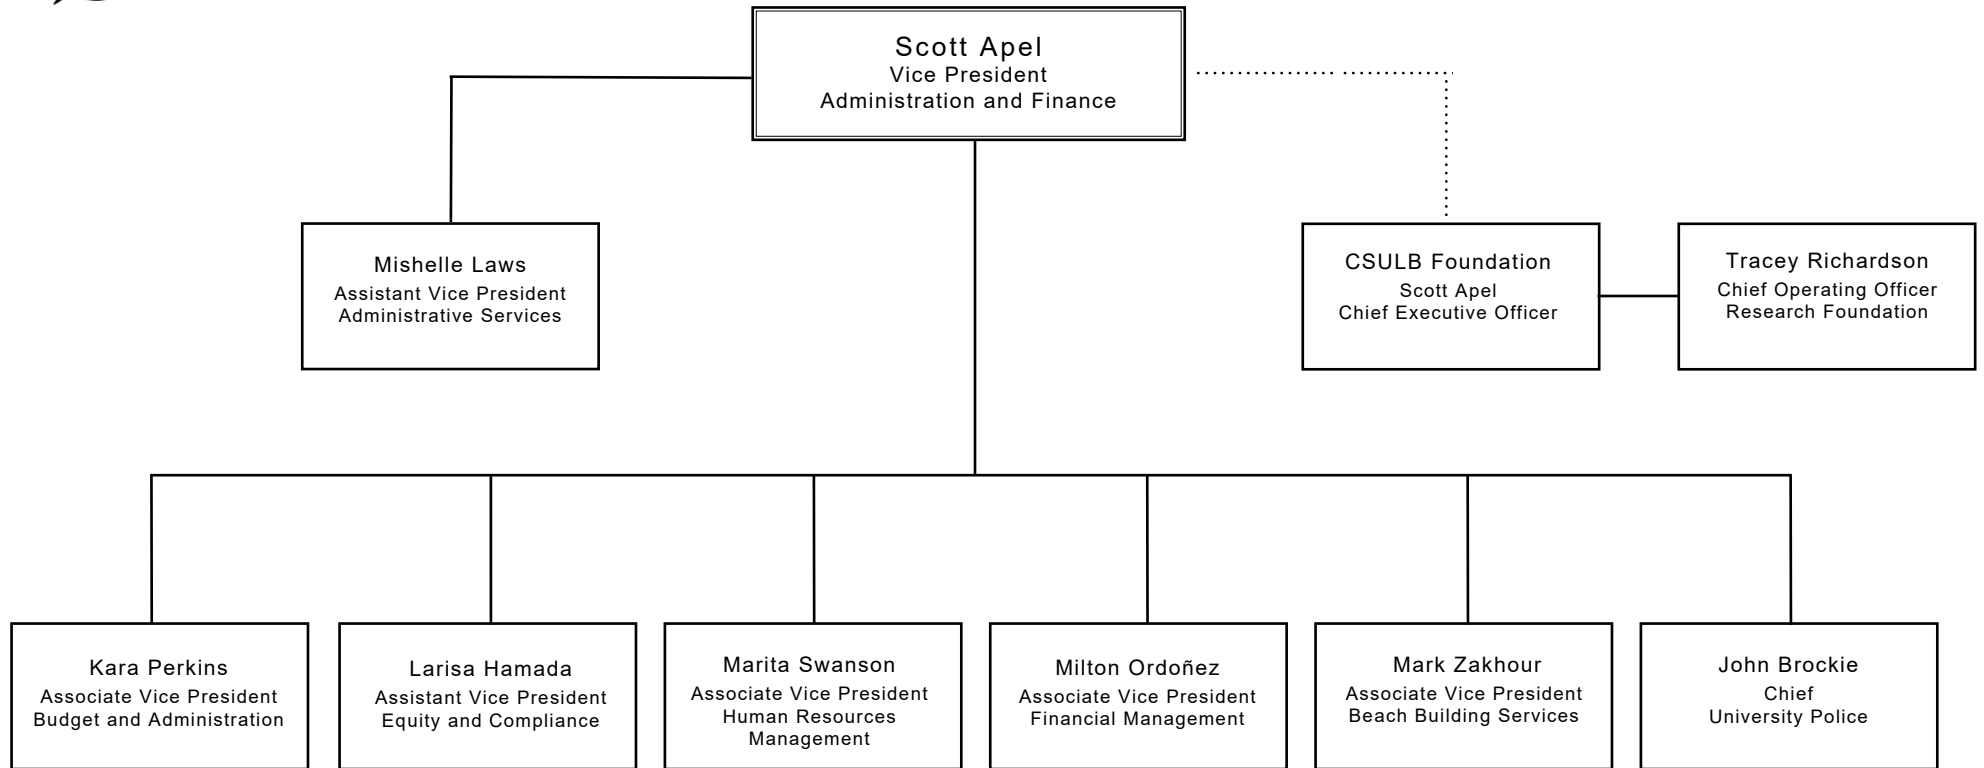 Scott Apel
Vice President
Administration and Finance
Mishelle Laws
Assistant Vice President
Administrative Services
CSULB Foundation
Scott Apel
Chief Executive Officer
Tracey Richardson
Chief Operating Officer
Research Foundation
Kara Perkins
Associate Vice President
Budget and Administration
Larisa Hamada
Assistant Vice President
Equity and Compliance
Marita Swanson
Associate Vice President
Human Resources
Management
Milton Ordoñez
Associate Vice President
Financial Management
Mark Zakhour
Associate Vice President
Beach Building Services
John Brockie
Chief
University Police